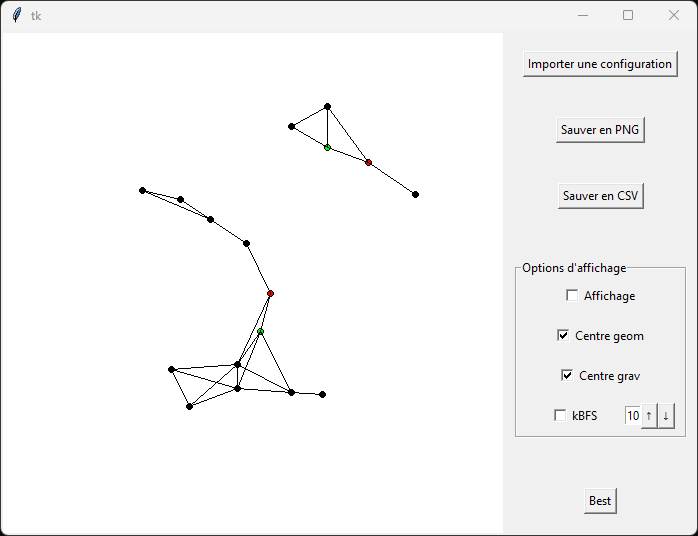 tk
Importer une configuration
Sauver en PNG
Sauver en CSV
Options d'affichage
Affichage
Centre geom
Centre grav
kBFS 10 ↑ ↓
Best